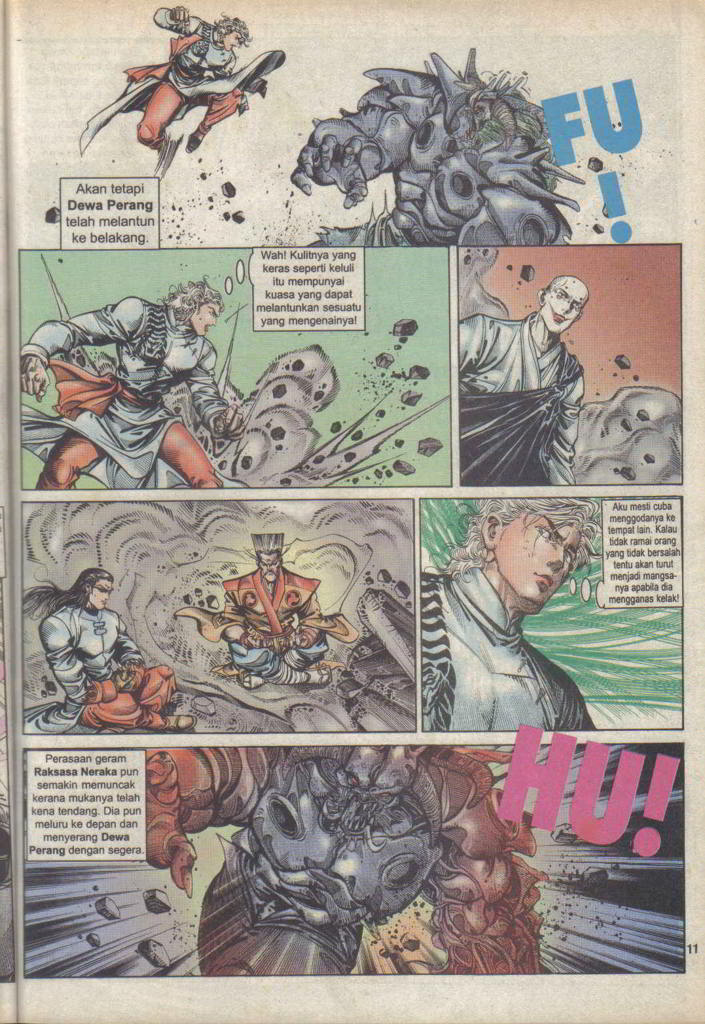 FU!
Akan tetapi
Dewa Perang
telah melantun
ke belakang.
Wah! Kulitnya yang
keras seperti keluli
itu mempunyai
kuasa yang dapat
melantunkan sesuatu
yang mengenainya!
Aku mesti cuba
menggodanya ke
tempat lain. Kalau
tidak ramai orang
yang tidak bersalah
tentu akan turut
menjadi mangsa-
nya apabila dia
mengganas kelak!
Perasaan geram
Raksasa Neraka pun
semakin memuncak
kerana mukanya telah
kena tendang. Dia pun
meluru ke depan dan
menyerang Dewa
Perang dengan segera.
HU!
11